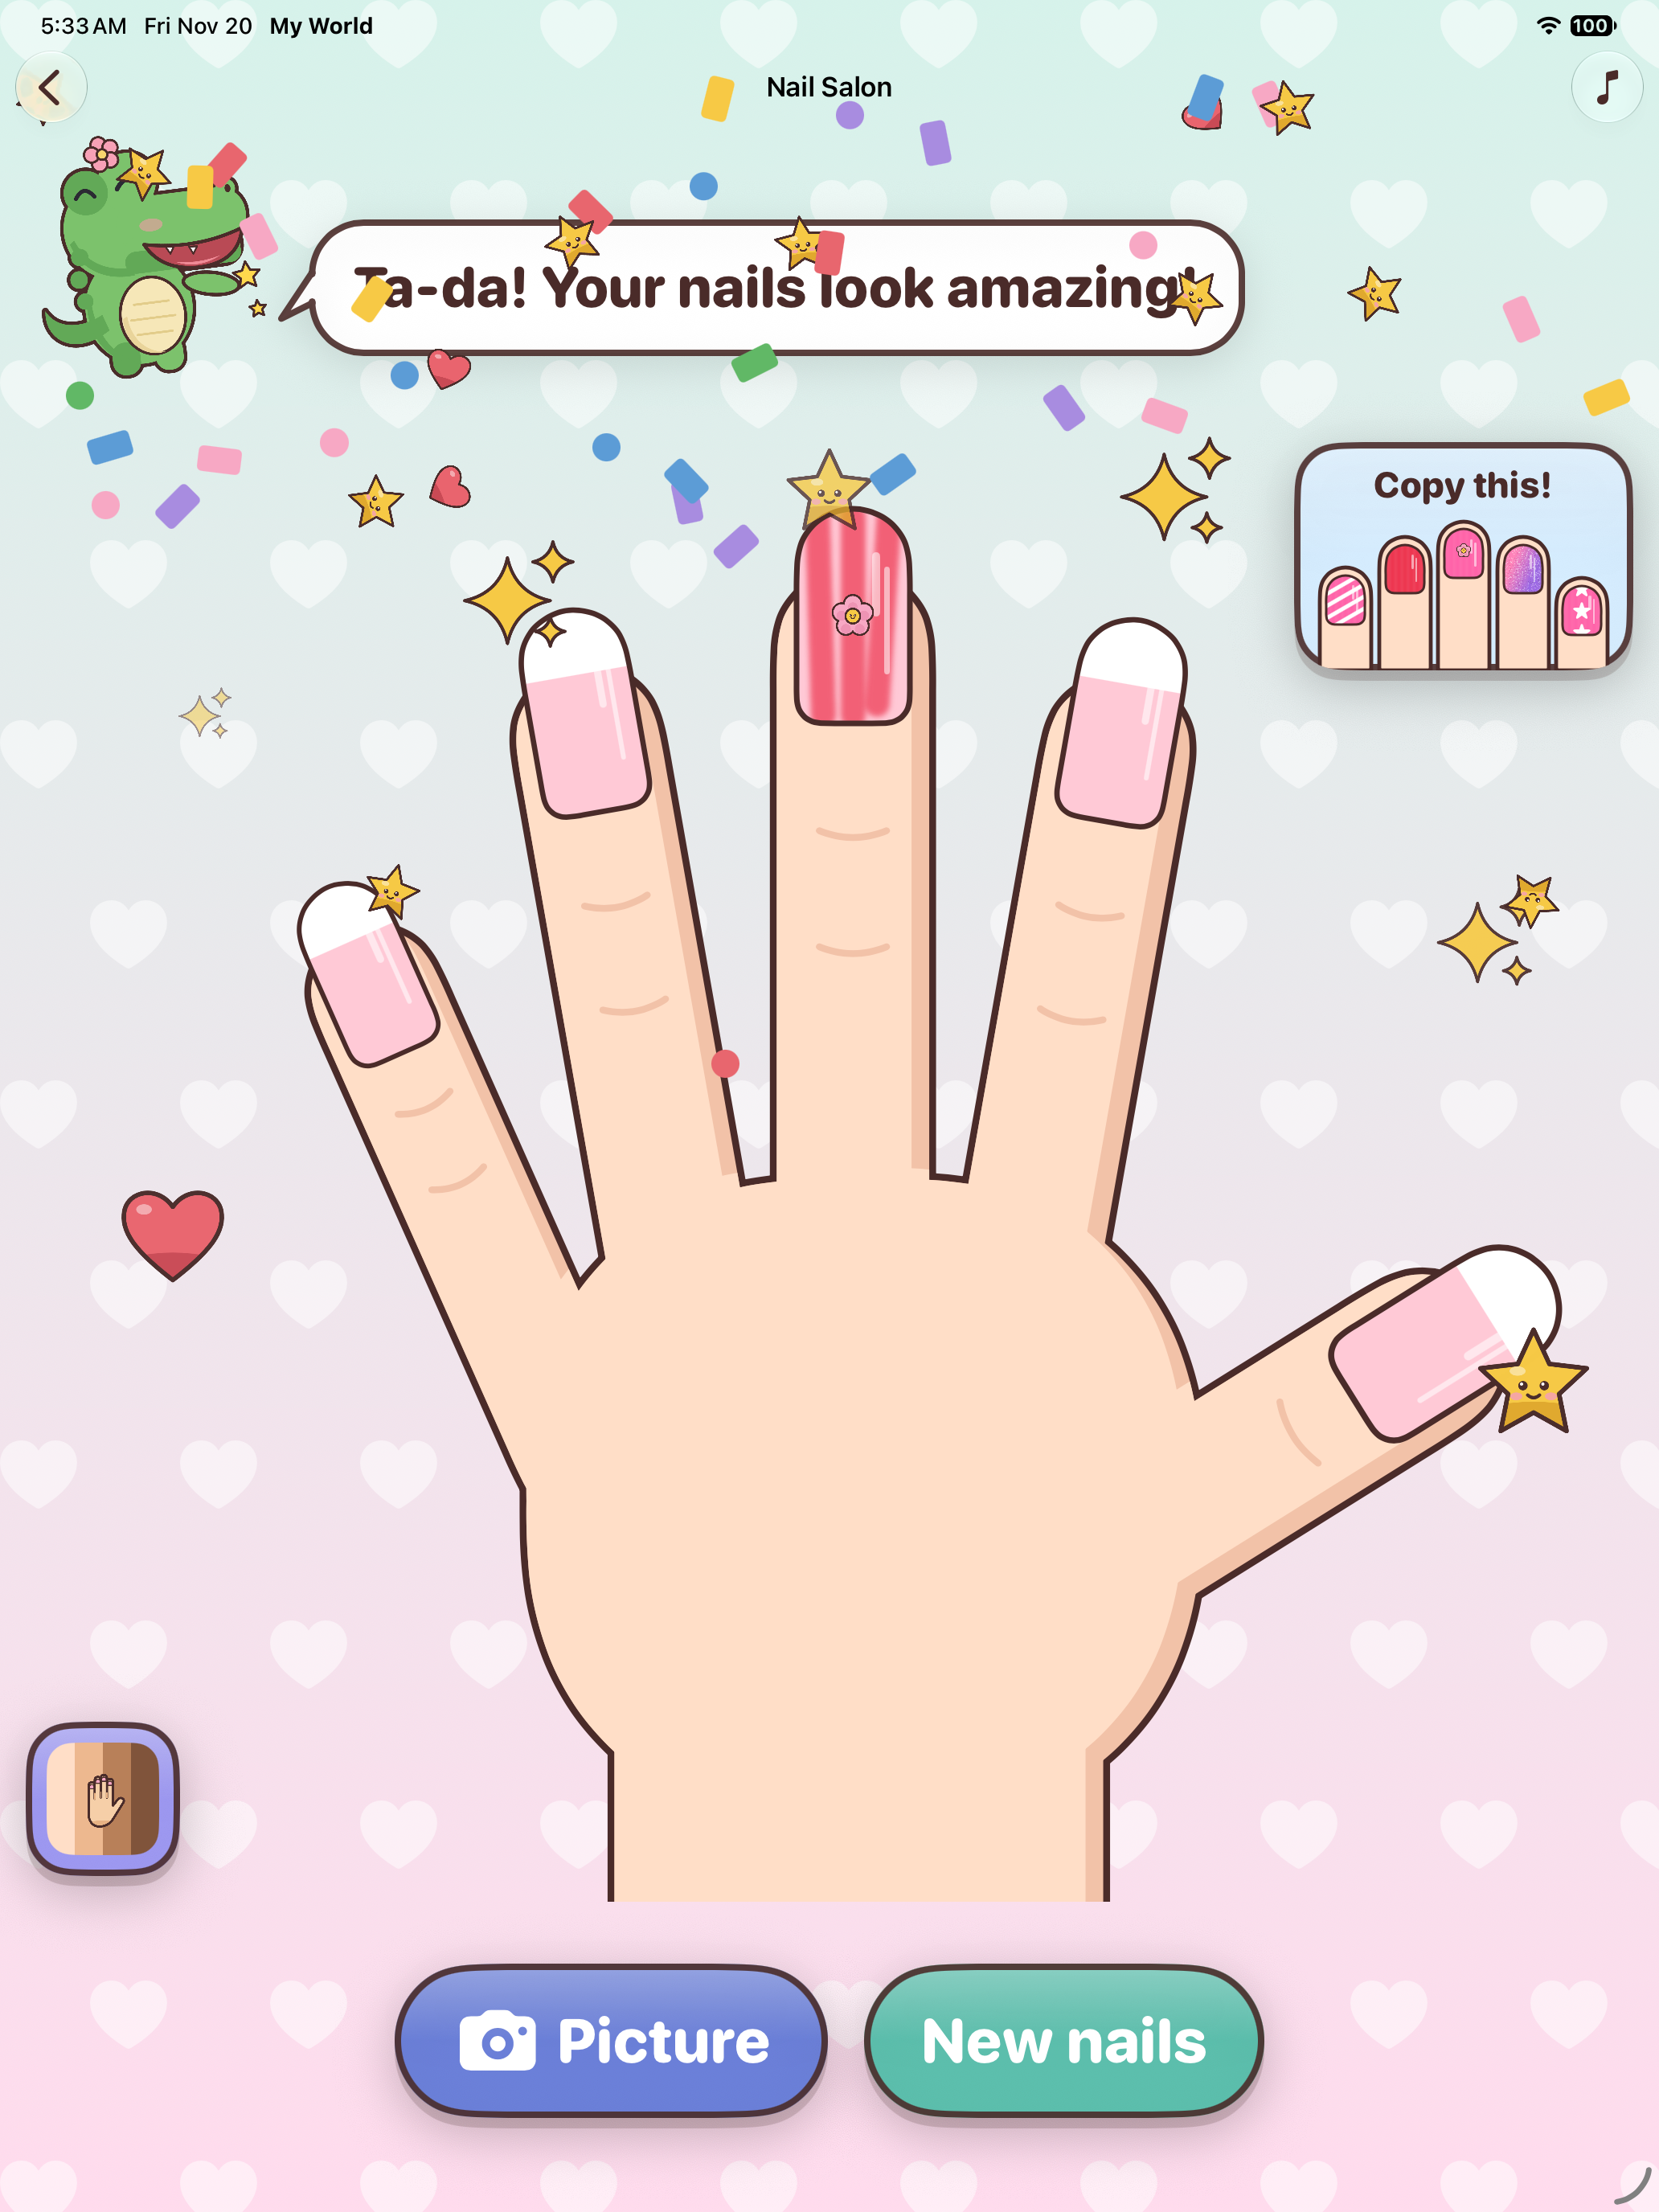 5:33 AM Fri Nov 20 My World
100
Nail Salon
Ta-da! Your nails look amazing!
Copy this!
Picture
New nails